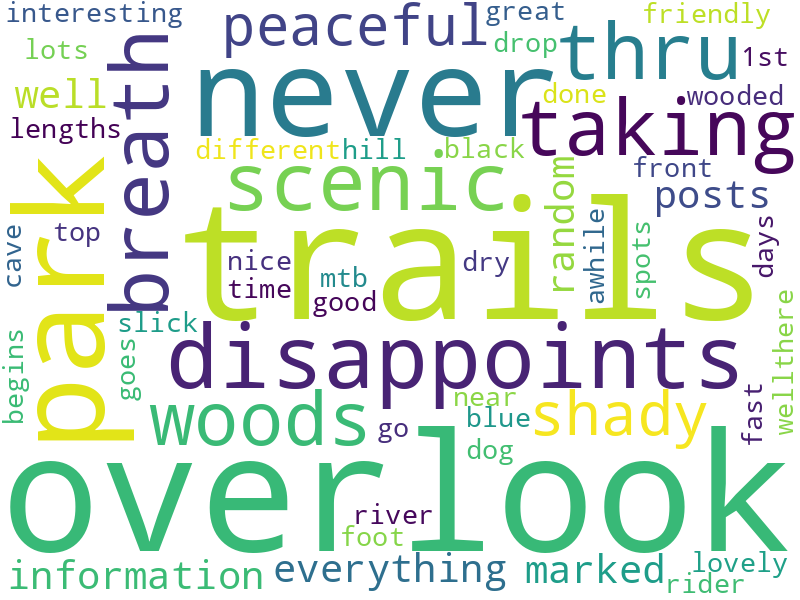 interesting
great
friendly
peaceful
lots
drop
thru
1st
breath
never
well
done
wooded
lengths
taking
different
hill
black
front
scenic
random
posts
park
trails
cave
top
awhile
spots
days
nice
dry
mtb
time
good
slick
disappoints
begins
goes
wellthere
near
woods
go
blue
shady
fast
dog
overlook
river
foot
information
everything
marked
lovely
rider